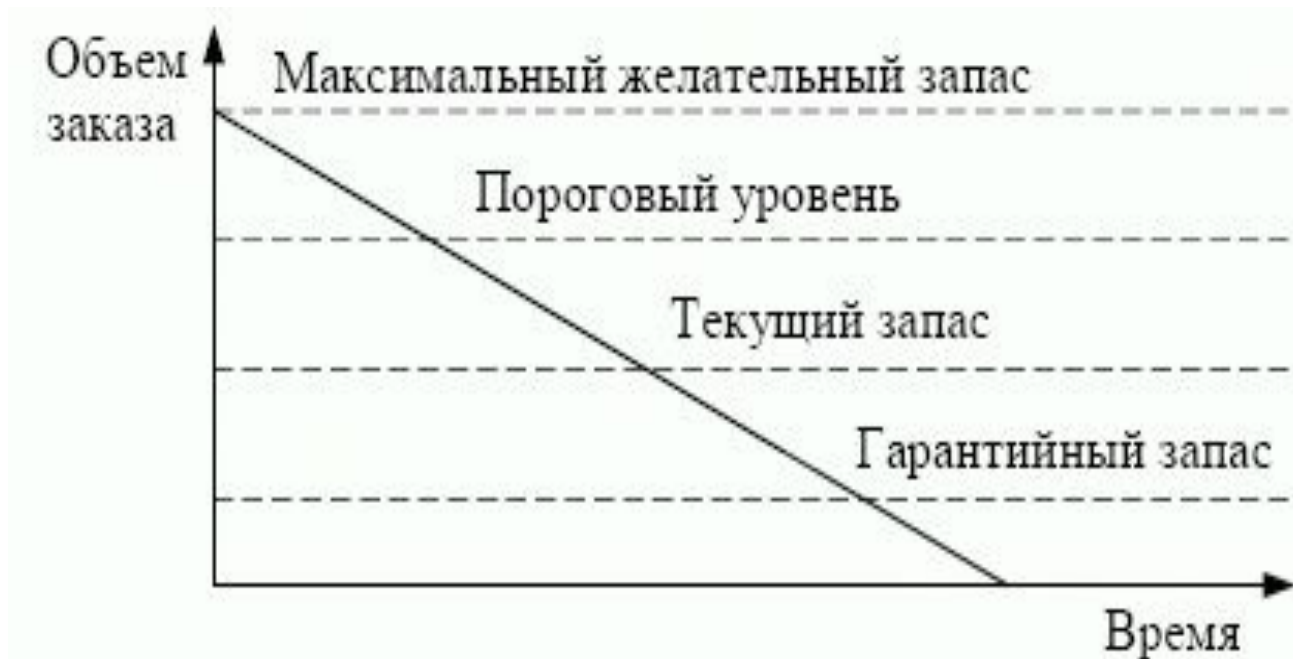 Объем
заказа
Максимальный желательный запас
Пороговый уровень
Текущий запас
Гарантийный запас
Время